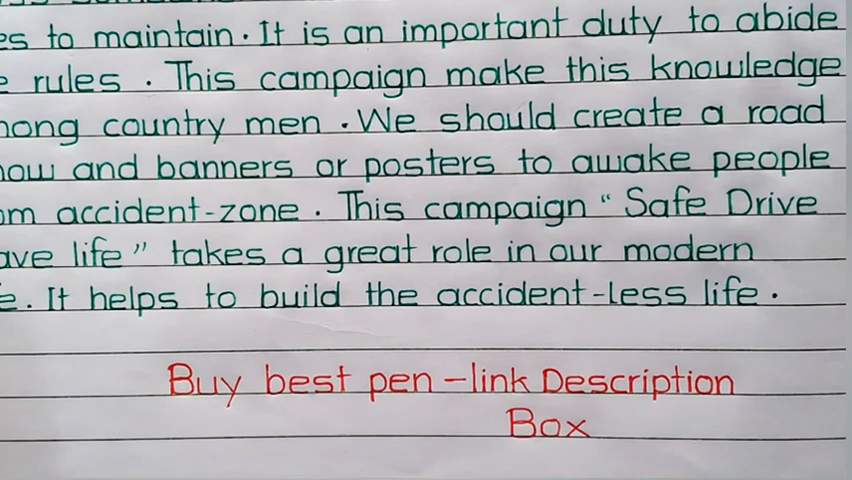 es to maintain. It is an important duty to abide
e rules. This campaign make this knowledge
mong country men. We should create a road
how and banners or posters to awake people
om accident-zone. This campaign “Safe Drive
ave life” takes a great role in our modern
e. It helps to build the accident-less life.
Buy best pen-link Description
Box